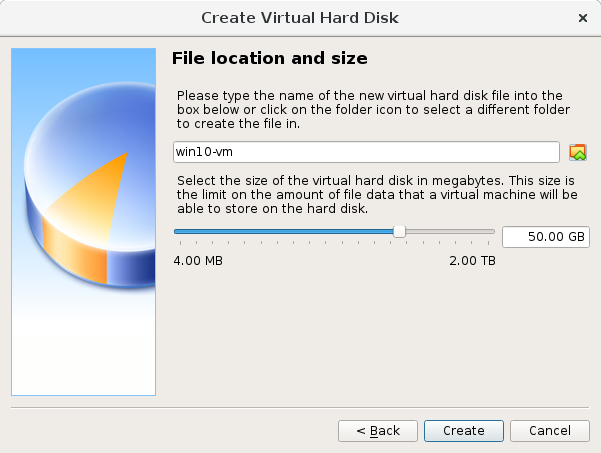 Create Virtual Hard Disk
File location and size
Please type the name of the new virtual hard disk file into the
box below or click on the folder icon to select a different folder
to create the file in.
win10-vm
Select the size of the virtual hard disk in megabytes. This size is
the limit on the amount of file data that a virtual machine will be
able to store on the hard disk.
50.00 GB
4.00 MB 2.00 TB
< Back Create Cancel